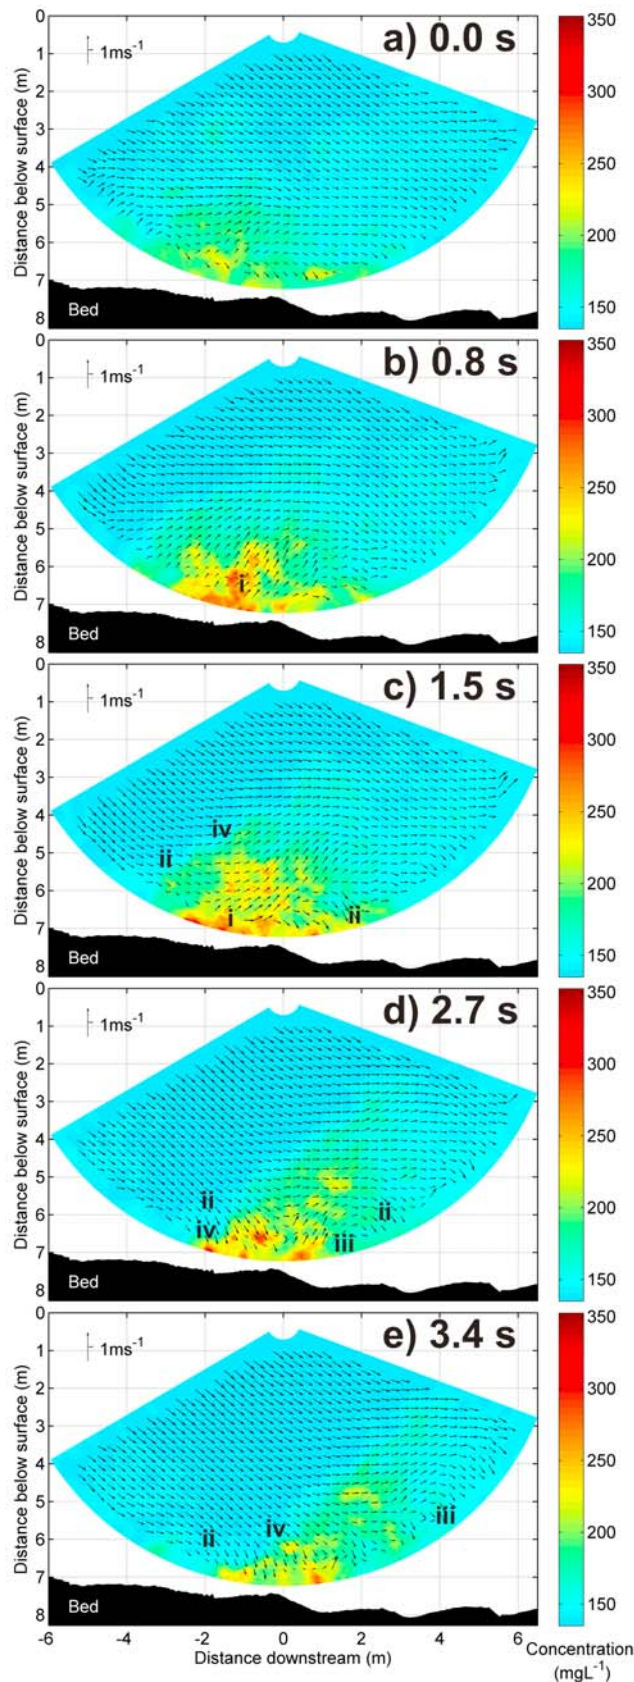 a) 0.0 s
1ms-1
Distance below surface (m)
0
1
2
3
4
5
6
7
8
Bed
350
300
250
200
150
b) 0.8 s
1ms-1
Distance below surface (m)
0
1
2
3
4
5
6
7
8
i
Bed
350
300
250
200
150
c) 1.5 s
1ms-1
Distance below surface (m)
0
1
2
3
4
5
6
7
8
iv
ii
i
ii
Bed
350
300
250
200
150
d) 2.7 s
1ms-1
Distance below surface (m)
0
1
2
3
4
5
6
7
8
ii
ii
iv
iii
Bed
350
300
250
200
150
e) 3.4 s
1ms-1
Distance below surface (m)
0
1
2
3
4
5
6
7
8
iii
iv
ii
Bed
350
300
250
200
150
-6 -4 -2 0 2 4 6
Distance downstream (m)
Concentration
(mgL-1)